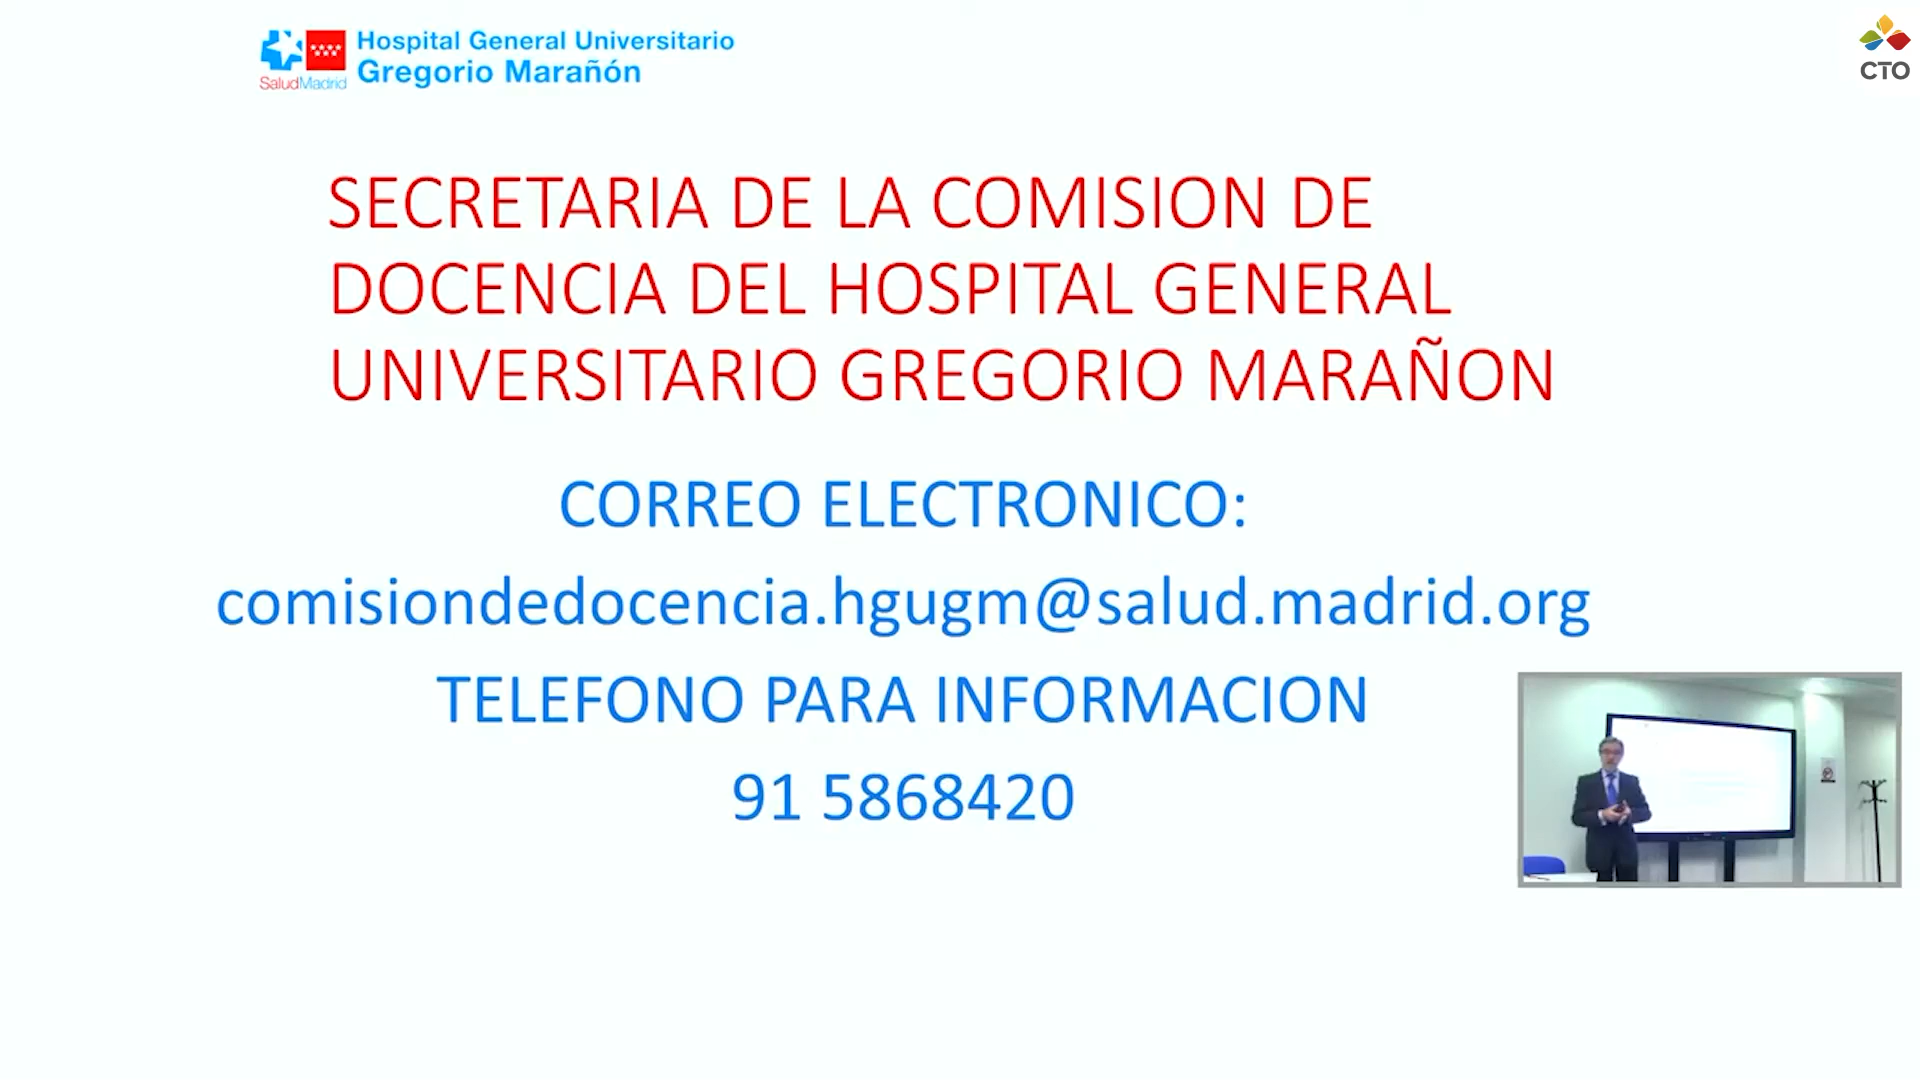 Hospital General Universitario
Gregorio Marañón
SaludMadrid
CTO
SECRETARIA DE LA COMISION DE
DOCENCIA DEL HOSPITAL GENERAL
UNIVERSITARIO GREGORIO MARAÑON
CORREO ELECTRONICO:
comisiondedocencia.hgugm@salud.madrid.org
TELEFONO PARA INFORMACION
91 5868420